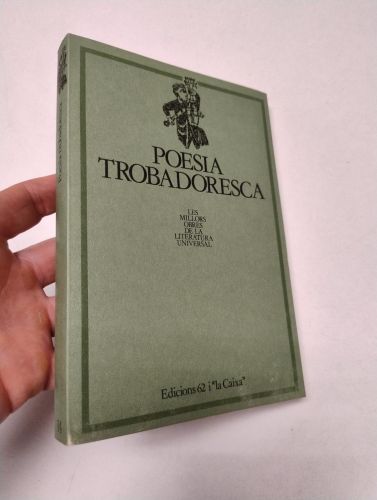 POESIA
TROBADORESCA
LES
MILLORS
OBRES
DE LA
LITERATURA
UNIVERSAL
Edicions 62 i "la Caixa"